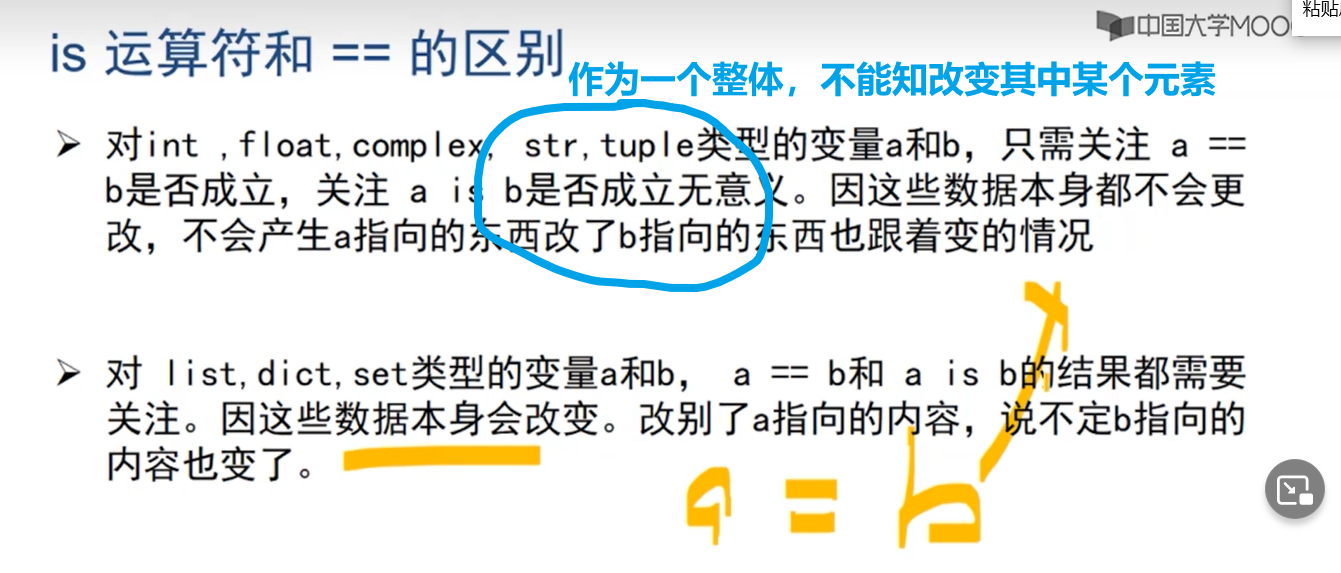 粘贴
中国大学MOO
is 运算符和 == 的区别
作为一个整体，不能知改变其中某个元素
➢ 对int ,float,complex, str,tuple类型的变量a和b，只需关注 a ==
b是否成立，关注 a is b是否成立无意义。因这些数据本身都不会更
改，不会产生a指向的东西改了b指向的东西也跟着变的情况
➢ 对 list,dict,set类型的变量a和b， a == b和 a is b的结果都需要
关注。因这些数据本身会改变。改别了a指向的内容，说不定b指向的
内容也变了。
a = b